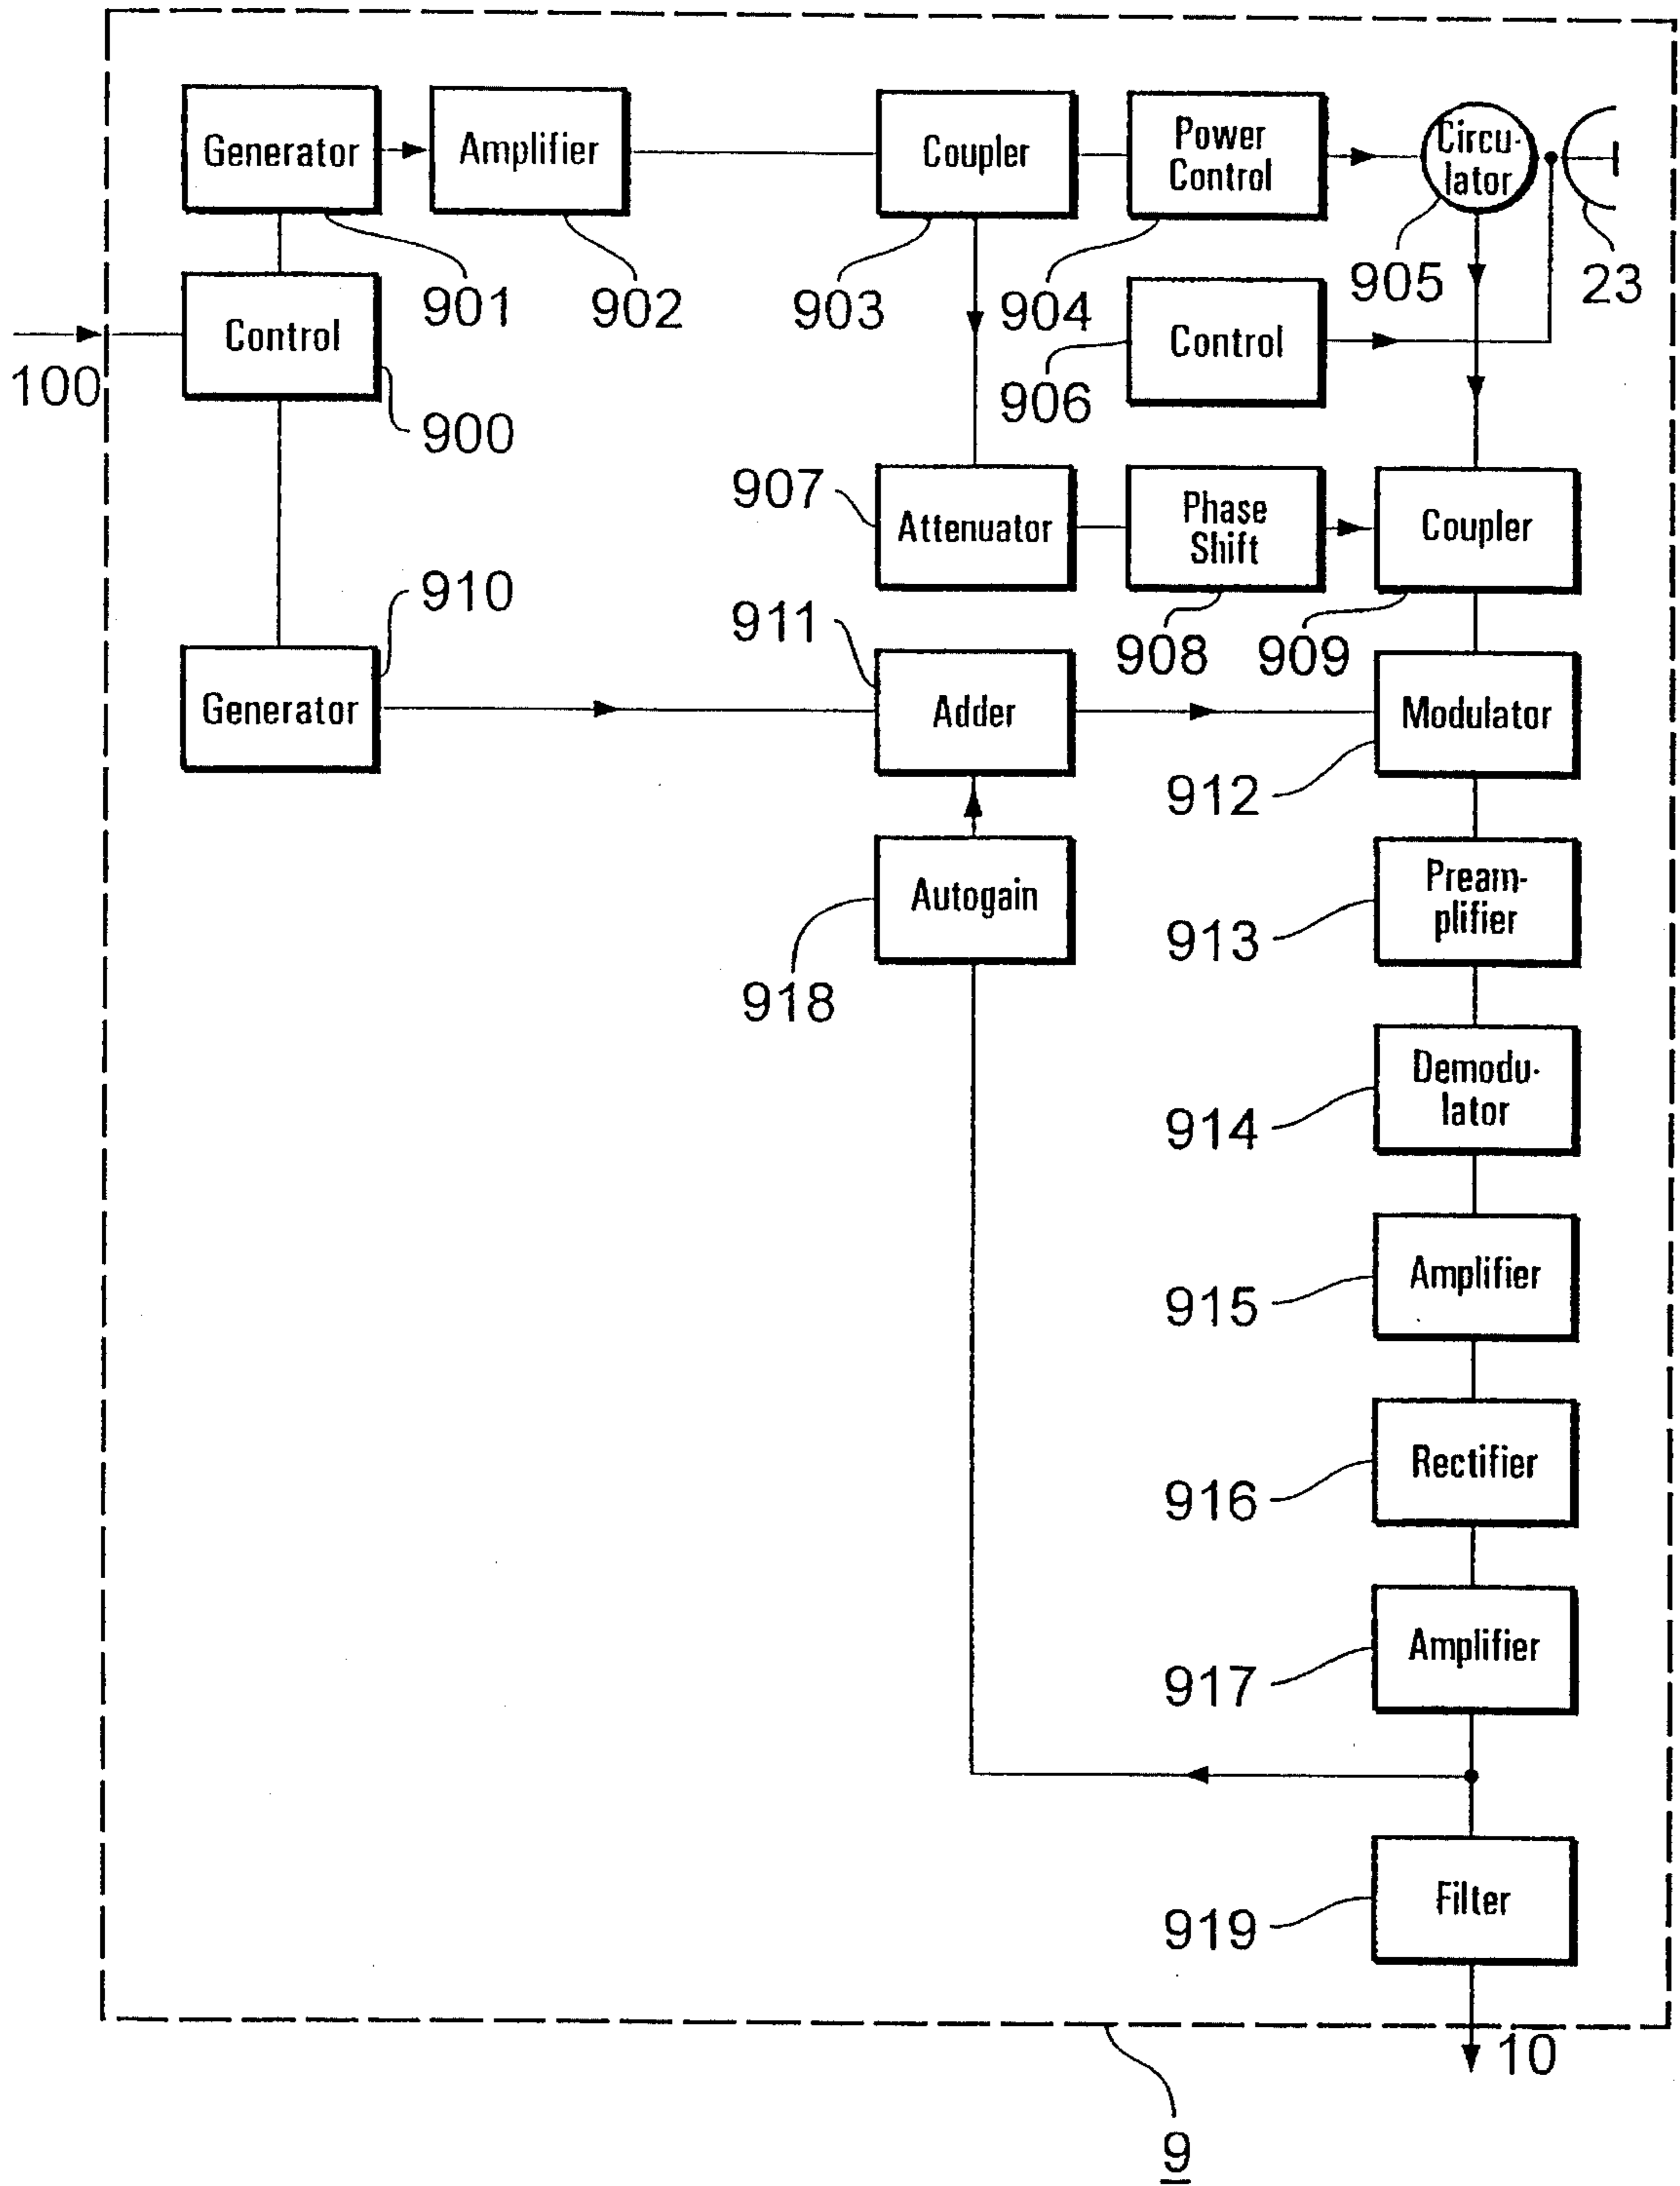 Generator
Amplifier
Coupler
Power
Control
Circu-
lator
901
902
903
904
905
23
Control
100
900
Control
906
907
Attenuator
Phase
Shift
Coupler
910
911
908
909
Generator
Adder
Modulator
912
Autogain
Pream-
plifier
913
918
Demodu-
lator
914
Amplifier
915
Rectifier
916
Amplifier
917
Filter
919
10
9